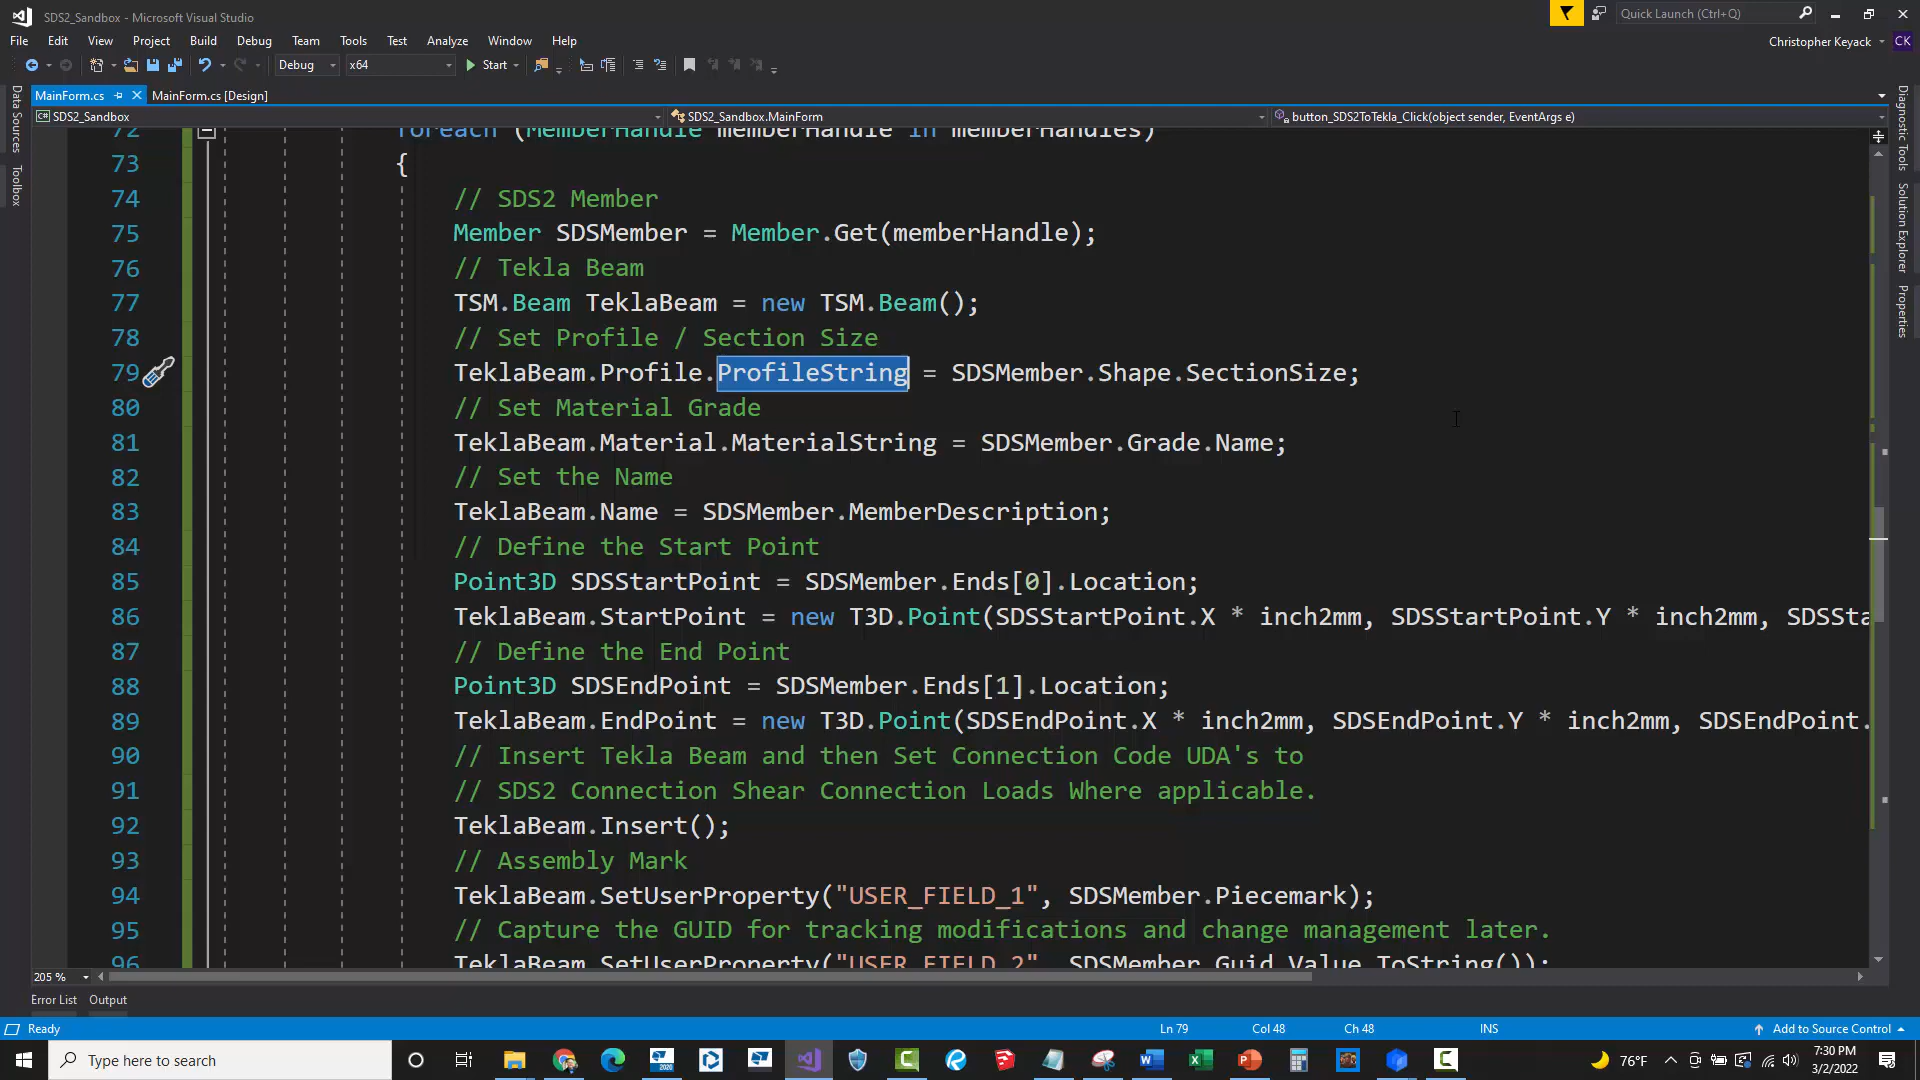 SDS2_Sandbox - Microsoft Visual Studio
Quick Launch (Ctrl+Q)
File Edit View Project Build Debug Team Tools Test Analyze Window Help
Christopher Keyack CK
Debug x64 Start
MainForm.cs MainForm.cs [Design]
SDS2_Sandbox SDS2_Sandbox.MainForm button_SDS2ToTekla_Click(object sender, EventArgs e)
Data Sources
Toolbox
Diagnostic Tools
Solution Explorer
Properties
72 foreach (MemberHandle memberHandle in memberHandles)
73 {
74 // SDS2 Member
75 Member SDSMember = Member.Get(memberHandle);
76 // Tekla Beam
77 TSM.Beam TeklaBeam = new TSM.Beam();
78 // Set Profile / Section Size
79 TeklaBeam.Profile.ProfileString = SDSMember.Shape.SectionSize;
80 // Set Material Grade
81 TeklaBeam.Material.MaterialString = SDSMember.Grade.Name;
82 // Set the Name
83 TeklaBeam.Name = SDSMember.MemberDescription;
84 // Define the Start Point
85 Point3D SDSStartPoint = SDSMember.Ends[0].Location;
86 TeklaBeam.StartPoint = new T3D.Point(SDSStartPoint.X * inch2mm, SDSStartPoint.Y * inch2mm, SDSSta
87 // Define the End Point
88 Point3D SDSEndPoint = SDSMember.Ends[1].Location;
89 TeklaBeam.EndPoint = new T3D.Point(SDSEndPoint.X * inch2mm, SDSEndPoint.Y * inch2mm, SDSEndPoint.
90 // Insert Tekla Beam and then Set Connection Code UDA's to
91 // SDS2 Connection Shear Connection Loads Where applicable.
92 TeklaBeam.Insert();
93 // Assembly Mark
94 TeklaBeam.SetUserProperty("USER_FIELD_1", SDSMember.Piecemark);
95 // Capture the GUID for tracking modifications and change management later.
96 TeklaBeam.SetUserProperty("USER_FIELD_2", SDSMember.Guid.Value.ToString());
205 %
Error List Output
Ready Ln 79 Col 48 Ch 48 INS Add to Source Control
Type here to search
76°F
7:30 PM
3/2/2022